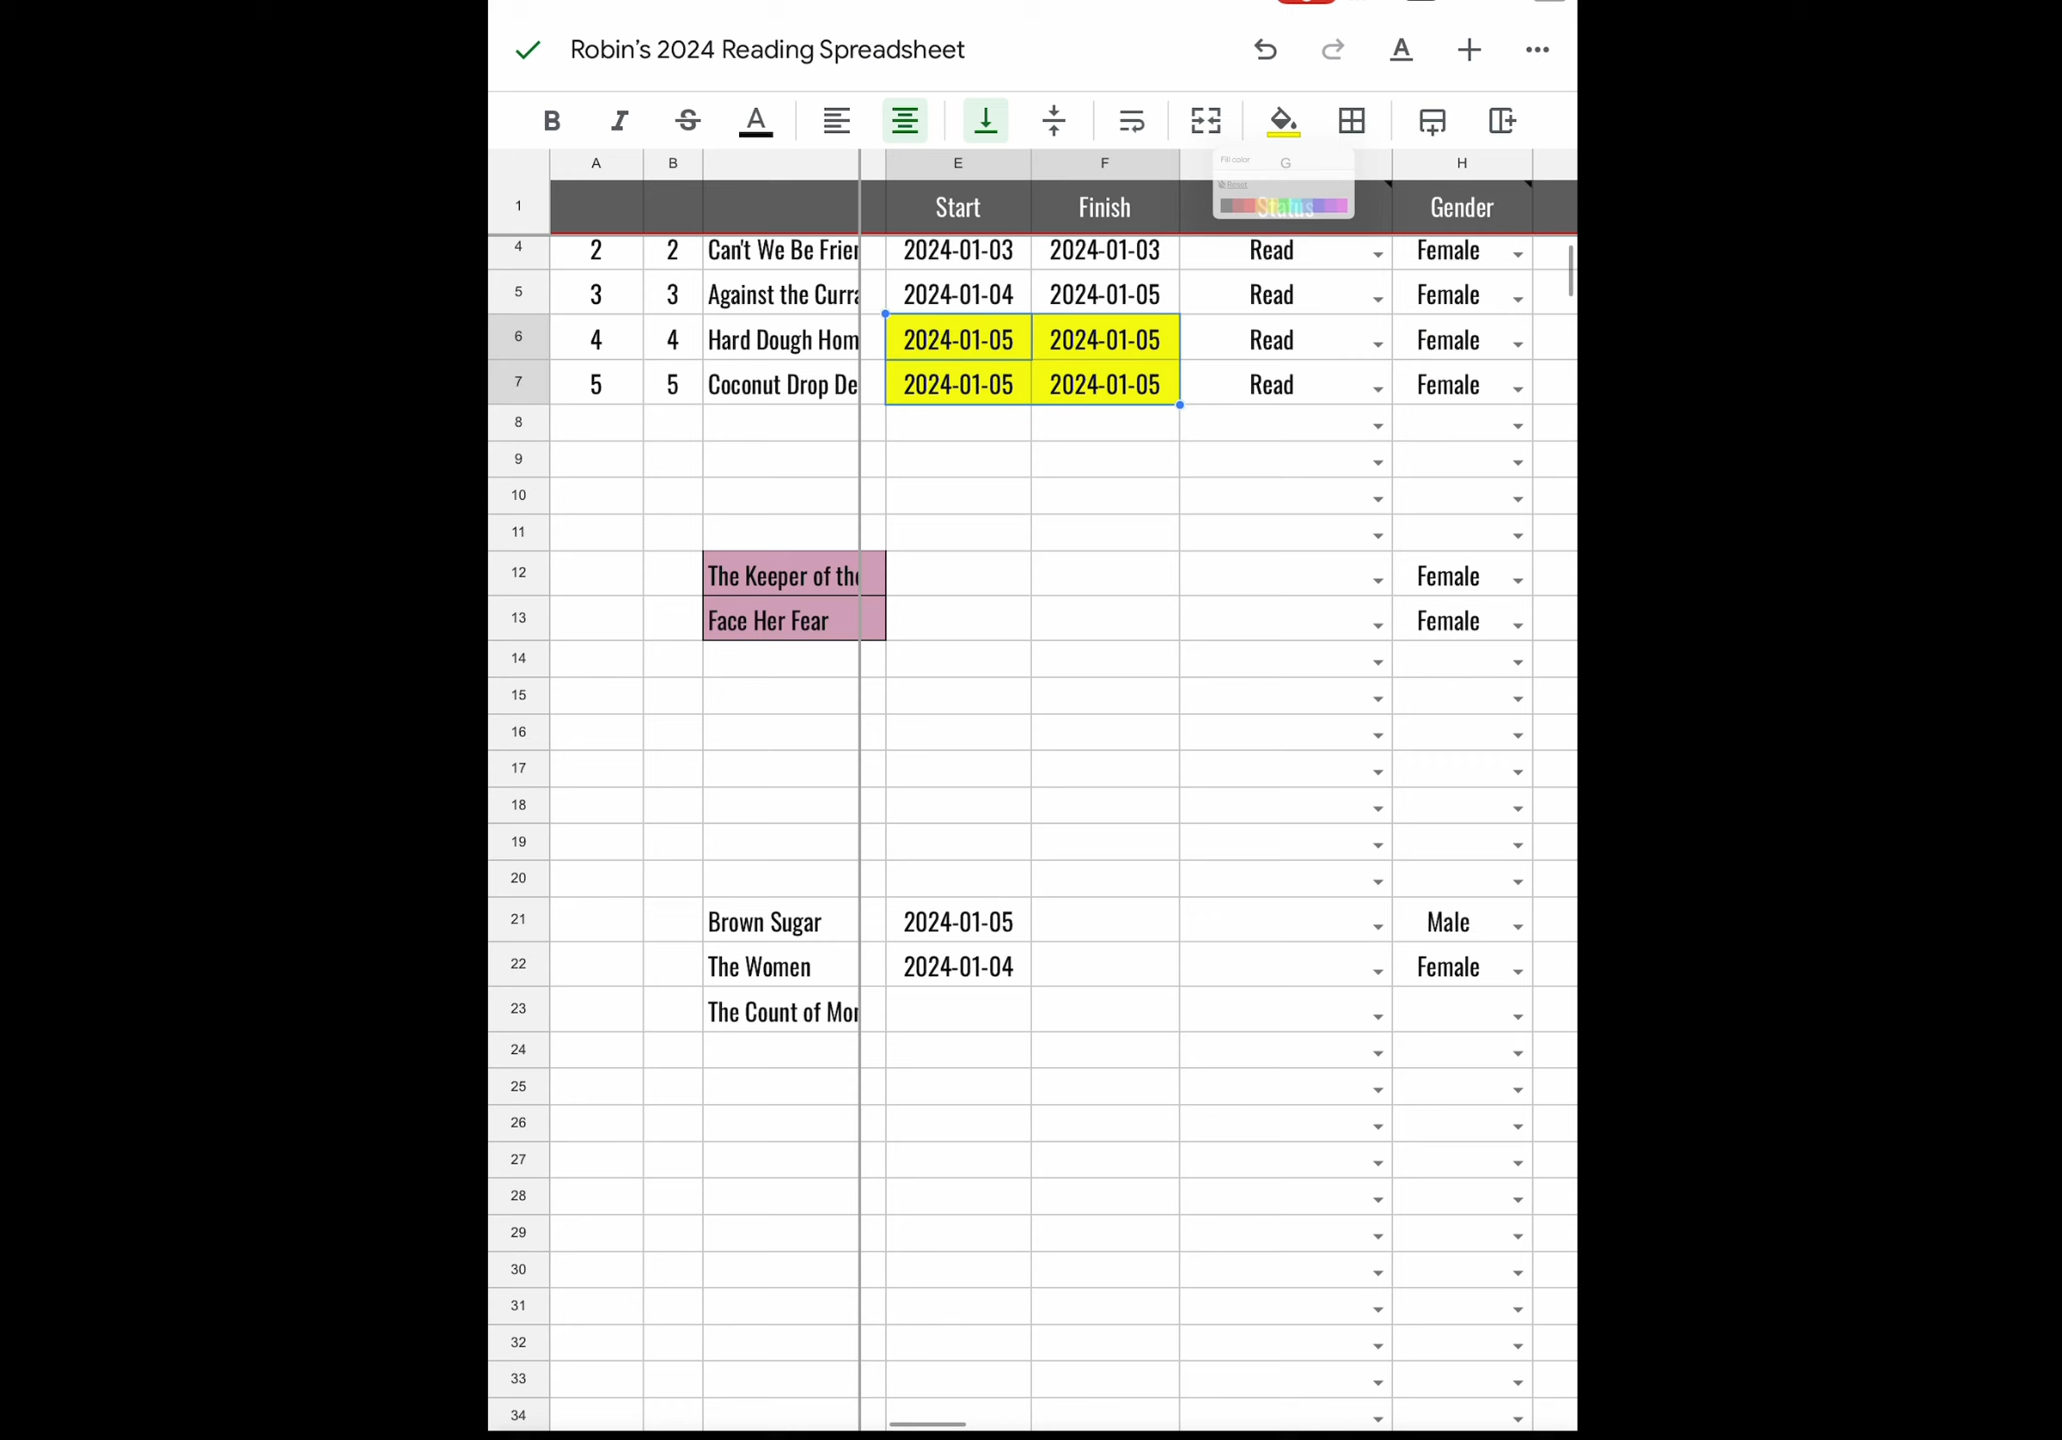 Robin’s 2024 Reading Spreadsheet
B I S A
A B E F G H
Fill color
Reset
1 Start Finish Status Gender
4 2 2 Can't We Be Frier 2024-01-03 2024-01-03 Read Female
5 3 3 Against the Curra 2024-01-04 2024-01-05 Read Female
6 4 4 Hard Dough Hom 2024-01-05 2024-01-05 Read Female
7 5 5 Coconut Drop De 2024-01-05 2024-01-05 Read Female
8
9
10
11
12 The Keeper of the Female
13 Face Her Fear Female
14
15
16
17
18
19
20
21 Brown Sugar 2024-01-05 Male
22 The Women 2024-01-04 Female
23 The Count of Mor
24
25
26
27
28
29
30
31
32
33
34